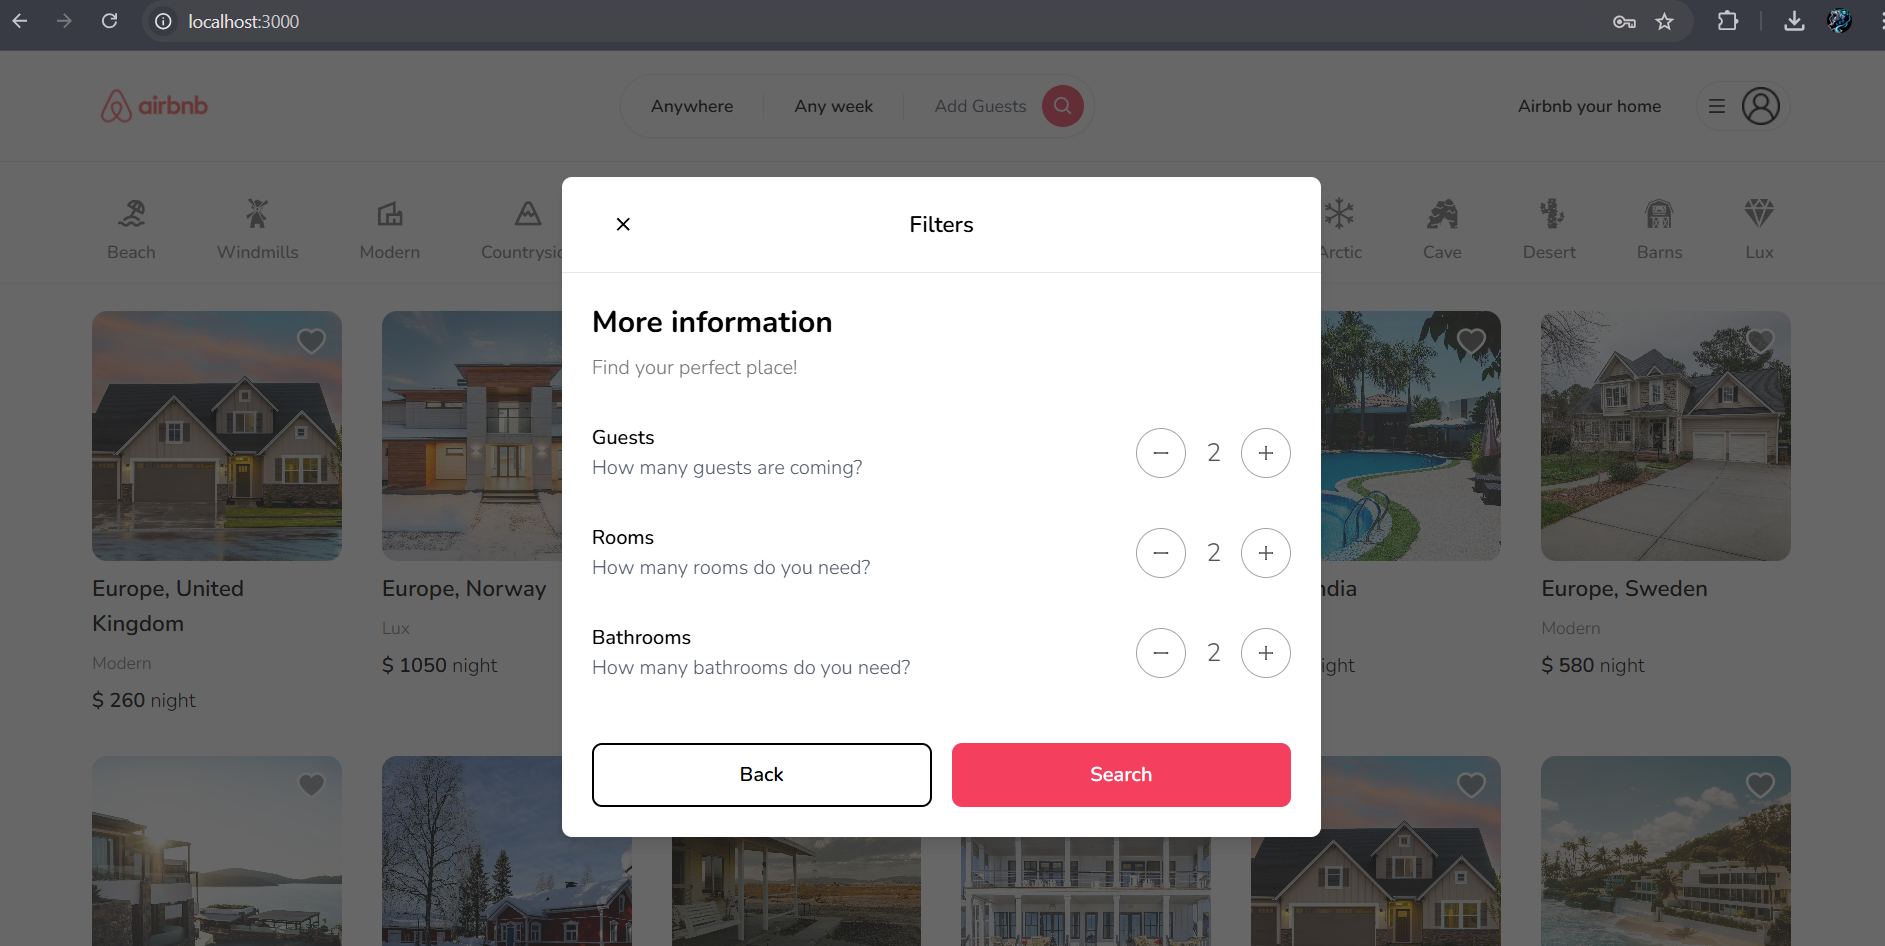 localhost:3000
airbnb
Anywhere
Any week
Add Guests
Airbnb your home
Beach
Windmills
Modern
Arctic
Cave
Desert
Barns
Lux
Filters
More information
Find your perfect place!
Guests
How many guests are coming?
2
Rooms
How many rooms do you need?
2
Bathrooms
How many bathrooms do you need?
2
Back
Search
Europe, United
Kingdom
Modern
$ 260 night
Europe, Norway
Lux
$ 1050 night
Europe, Sweden
Modern
$ 580 night